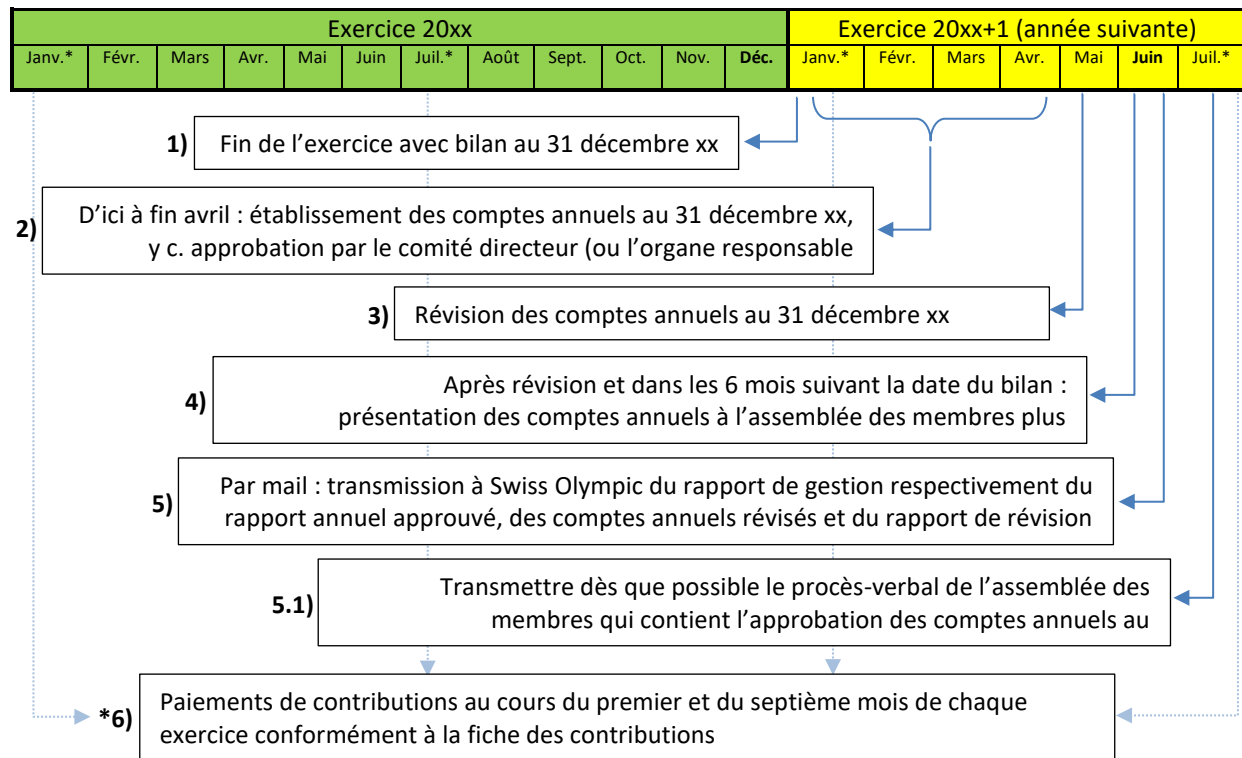 Exercice 20xx
Exercice 20xx+1 (année suivante)
Janv.* Févr. Mars Avr. Mai Juin Juil.* Août Sept. Oct. Nov. Déc. Janv.* Févr. Mars Avr. Mai Juin Juil.*
1) Fin de l’exercice avec bilan au 31 décembre xx
2) D’ici à fin avril : établissement des comptes annuels au 31 décembre xx,
y c. approbation par le comité directeur (ou l’organe responsable
3) Révision des comptes annuels au 31 décembre xx
4) Après révision et dans les 6 mois suivant la date du bilan :
présentation des comptes annuels à l’assemblée des membres plus
5) Par mail : transmission à Swiss Olympic du rapport de gestion respectivement du
rapport annuel approuvé, des comptes annuels révisés et du rapport de révision
5.1) Transmettre dès que possible le procès-verbal de l’assemblée des
membres qui contient l’approbation des comptes annuels au
*6) Paiements de contributions au cours du premier et du septième mois de chaque
exercice conformément à la fiche des contributions